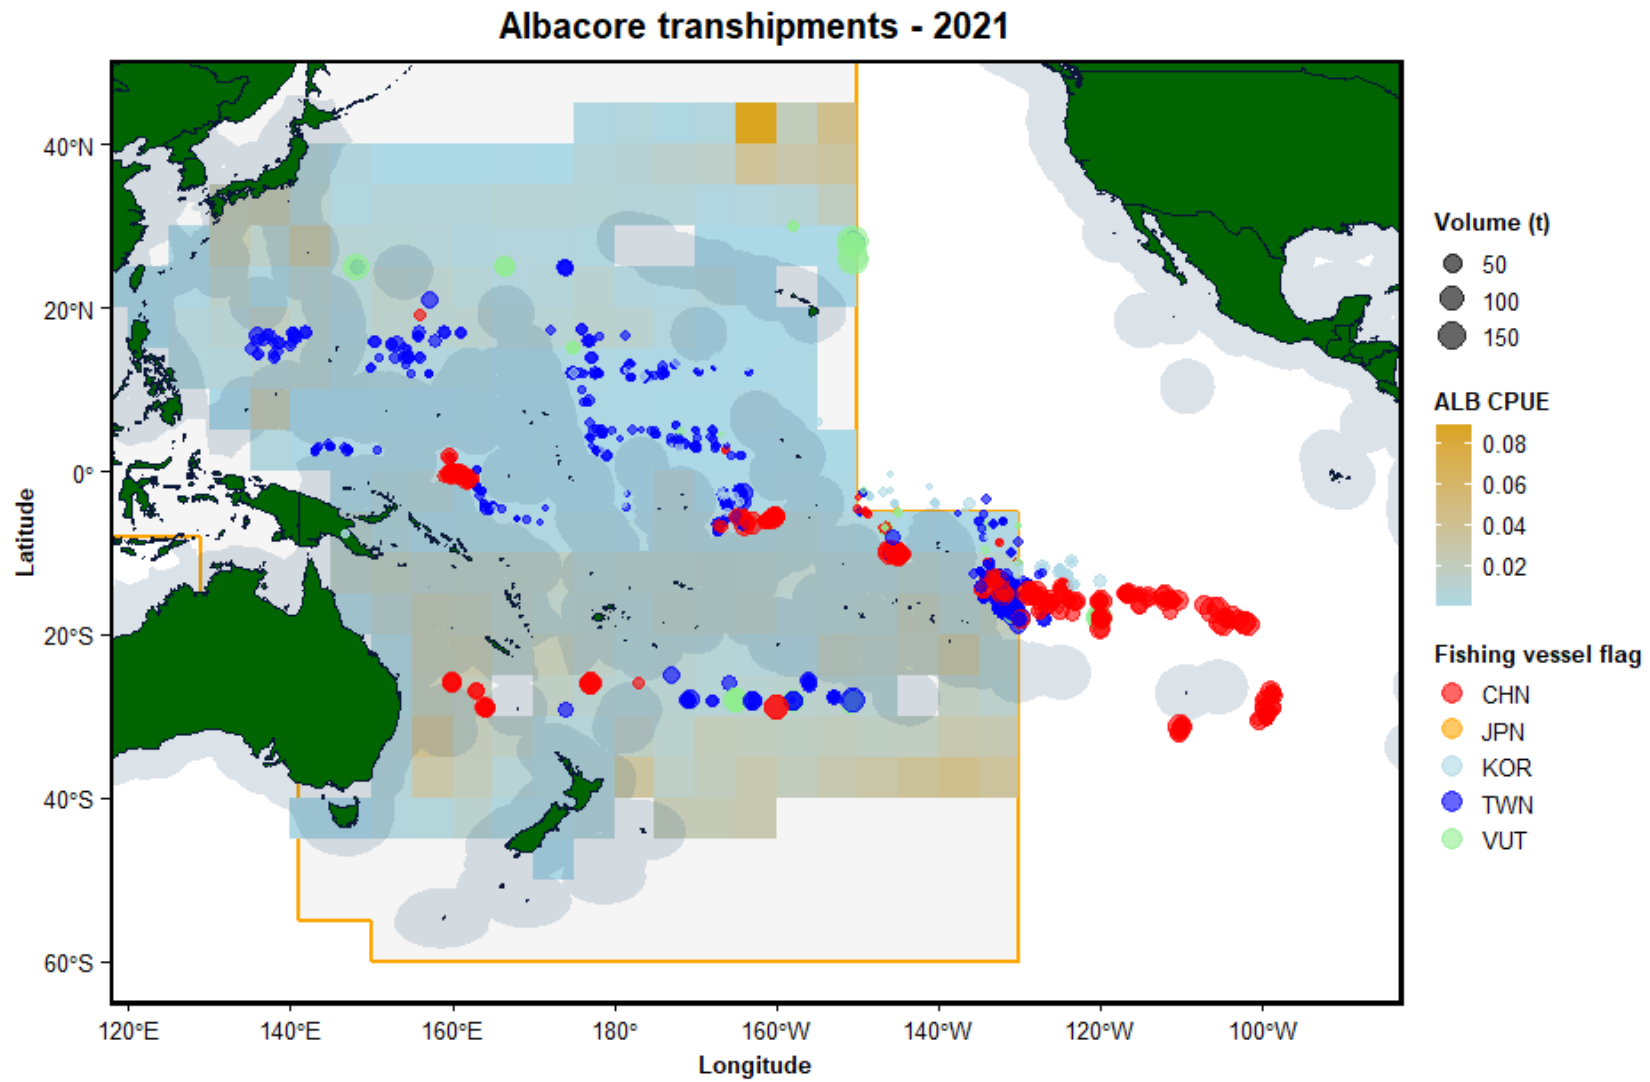 Albacore transhipments - 2021
40°N
20°N
0°
20°S
40°S
60°S
Latitude
120°E
140°E
160°E
180°
160°W
140°W
120°W
100°W
Longitude
Volume (t)
50
100
150
ALB CPUE
0.08
0.06
0.04
0.02
Fishing vessel flag
CHN
JPN
KOR
TWN
VUT